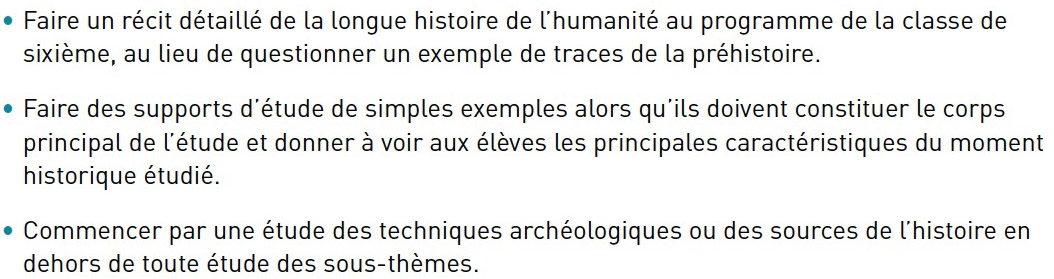 • Faire un récit détaillé de la longue histoire de l’humanité au programme de la classe de
sixième, au lieu de questionner un exemple de traces de la préhistoire.
• Faire des supports d’étude de simples exemples alors qu’ils doivent constituer le corps
principal de l’étude et donner à voir aux élèves les principales caractéristiques du moment
historique étudié.
• Commencer par une étude des techniques archéologiques ou des sources de l’histoire en
dehors de toute étude des sous-thèmes.